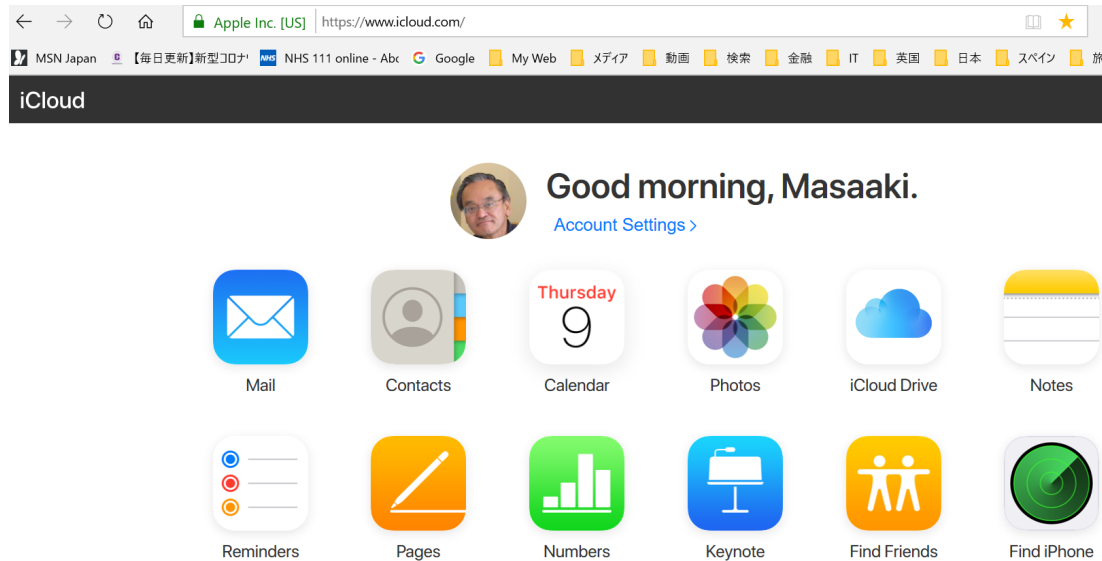 Apple Inc. [US] https://www.icloud.com/
MSN Japan 【毎日更新】新型コロナ NHS NHS 111 online - Abc G Google My Web メディア 動画 検索 金融 IT 英国 日本 スペイン 旅
iCloud
Good morning, Masaaki.
Account Settings >
Thursday
9
Mail Contacts Calendar Photos iCloud Drive Notes
Reminders Pages Numbers Keynote Find Friends Find iPhone